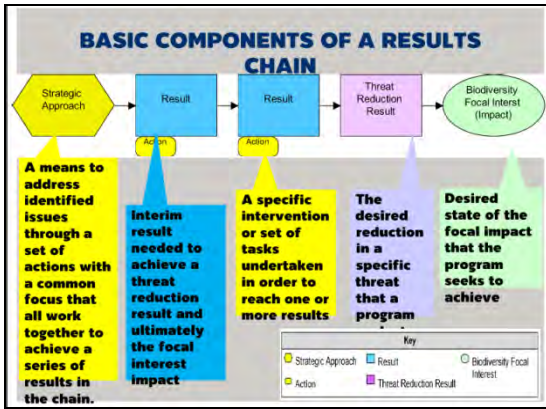 BASIC COMPONENTS OF A RESULTS
CHAIN
Strategic
Approach
Result
Result
Threat
Reduction
Result
Biodiversity
Focal Interst
(Impact)
Action
Action
A means to
address
identified
issues
through a
set of
actions with
a common
focus that
all work
together to
achieve a
series of
results in
the chain.
Interim
result
needed to
achieve a
threat
reduction
result and
ultimately
the focal
interest
impact
A specific
intervention
or set of
tasks
undertaken
in order to
reach one or
more results
The
desired
reduction
in a
specific
threat
that a
program
Desired
state of the
focal impact
that the
program
seeks to
achieve
Key
Strategic Approach
Result
Biodiversity Focal
Interest
Action
Threat Reduction Result